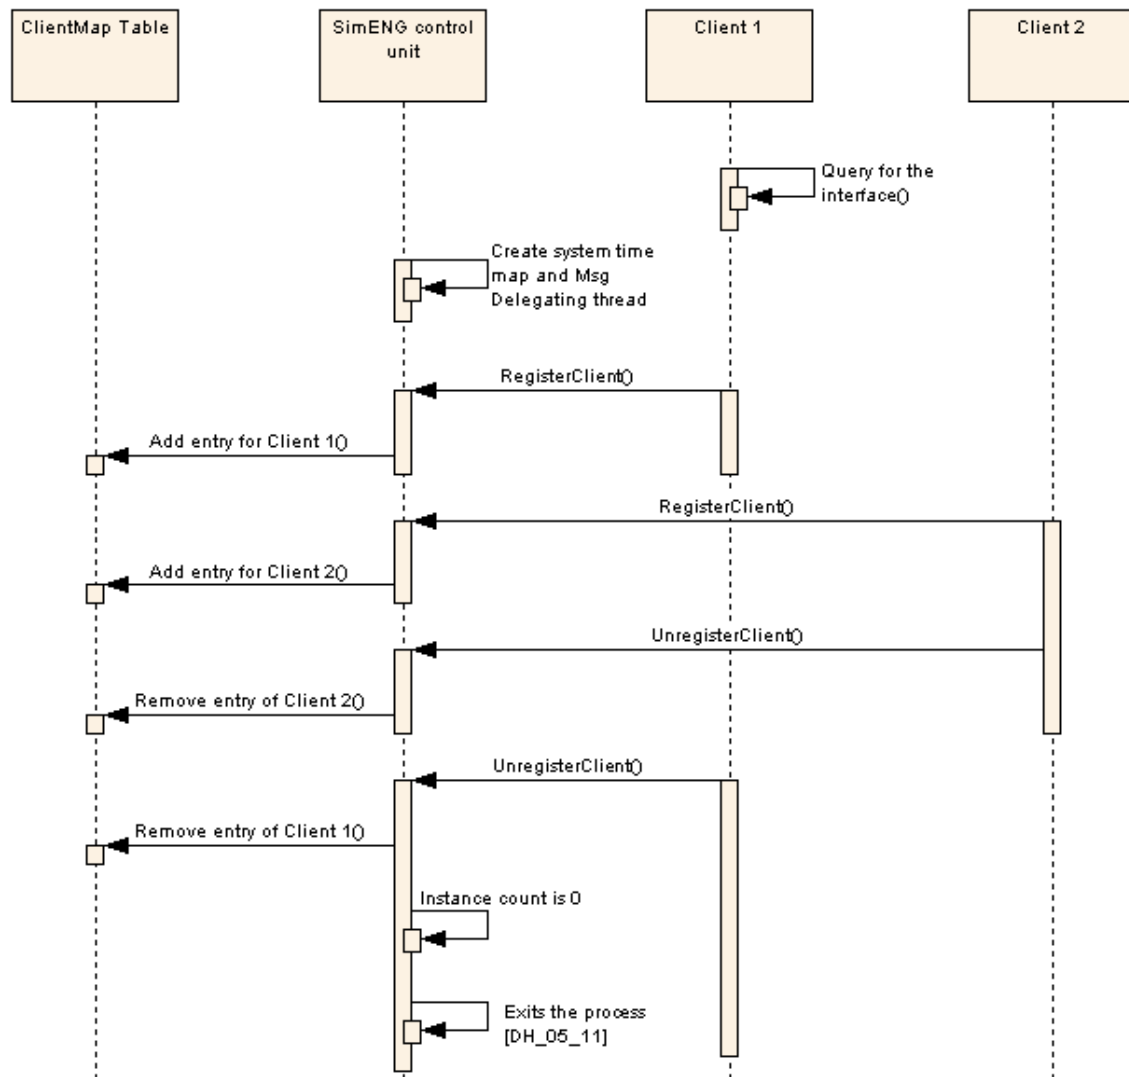 ClientMap Table
SimENG control
unit
Client 1
Client 2
Query for the
interface()
Create system time
map and Msg
Delegating thread
RegisterClient()
Add entry for Client 1()
RegisterClient()
Add entry for Client 2()
UnregisterClient()
Remove entry of Client 2()
UnregisterClient()
Remove entry of Client 1()
Instance count is 0
Exits the process
[DH_05_11]